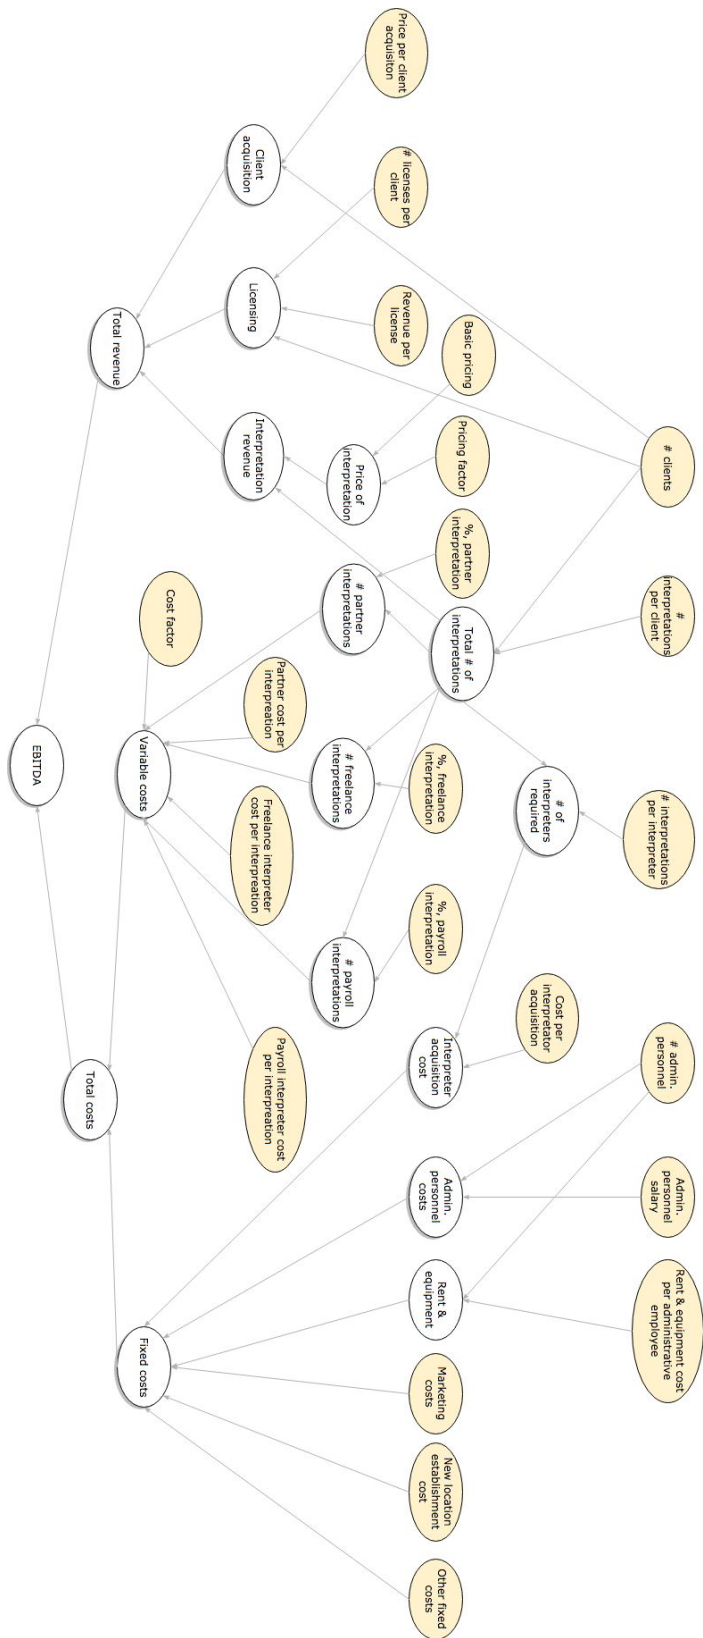 # clients
#
interpretations
per client
# interpretations
per interpreter
# admin.
personnel
Admin.
personnel
salary
Rent & equipment cost
per administrative
employee
# of
interpreters
required
Cost per
interpretator
acquisition
Basic pricing
Pricing factor
%, partner
interpretation
Total # of
interpretations
%, freelance
interpretation
%, payroll
interpretation
Interpreter
acquisition
cost
Admin.
personnel
costs
Rent &
equipment
Marketing
costs
New location
establishment
cost
Other fixed
costs
Price per client
acquisiton
# licenses per
client
Revenue per
license
Price of
interpretation
# partner
interpretations
# freelance
interpretations
# payroll
interpretations
Client
acquisition
Licensing
Interpretation
revenue
Partner cost per
interpreation
Freelance interpreter
cost per interpreation
Payroll interpreter cost
per interpreation
Cost factor
Variable costs
Fixed costs
Total revenue
Total costs
EBITDA